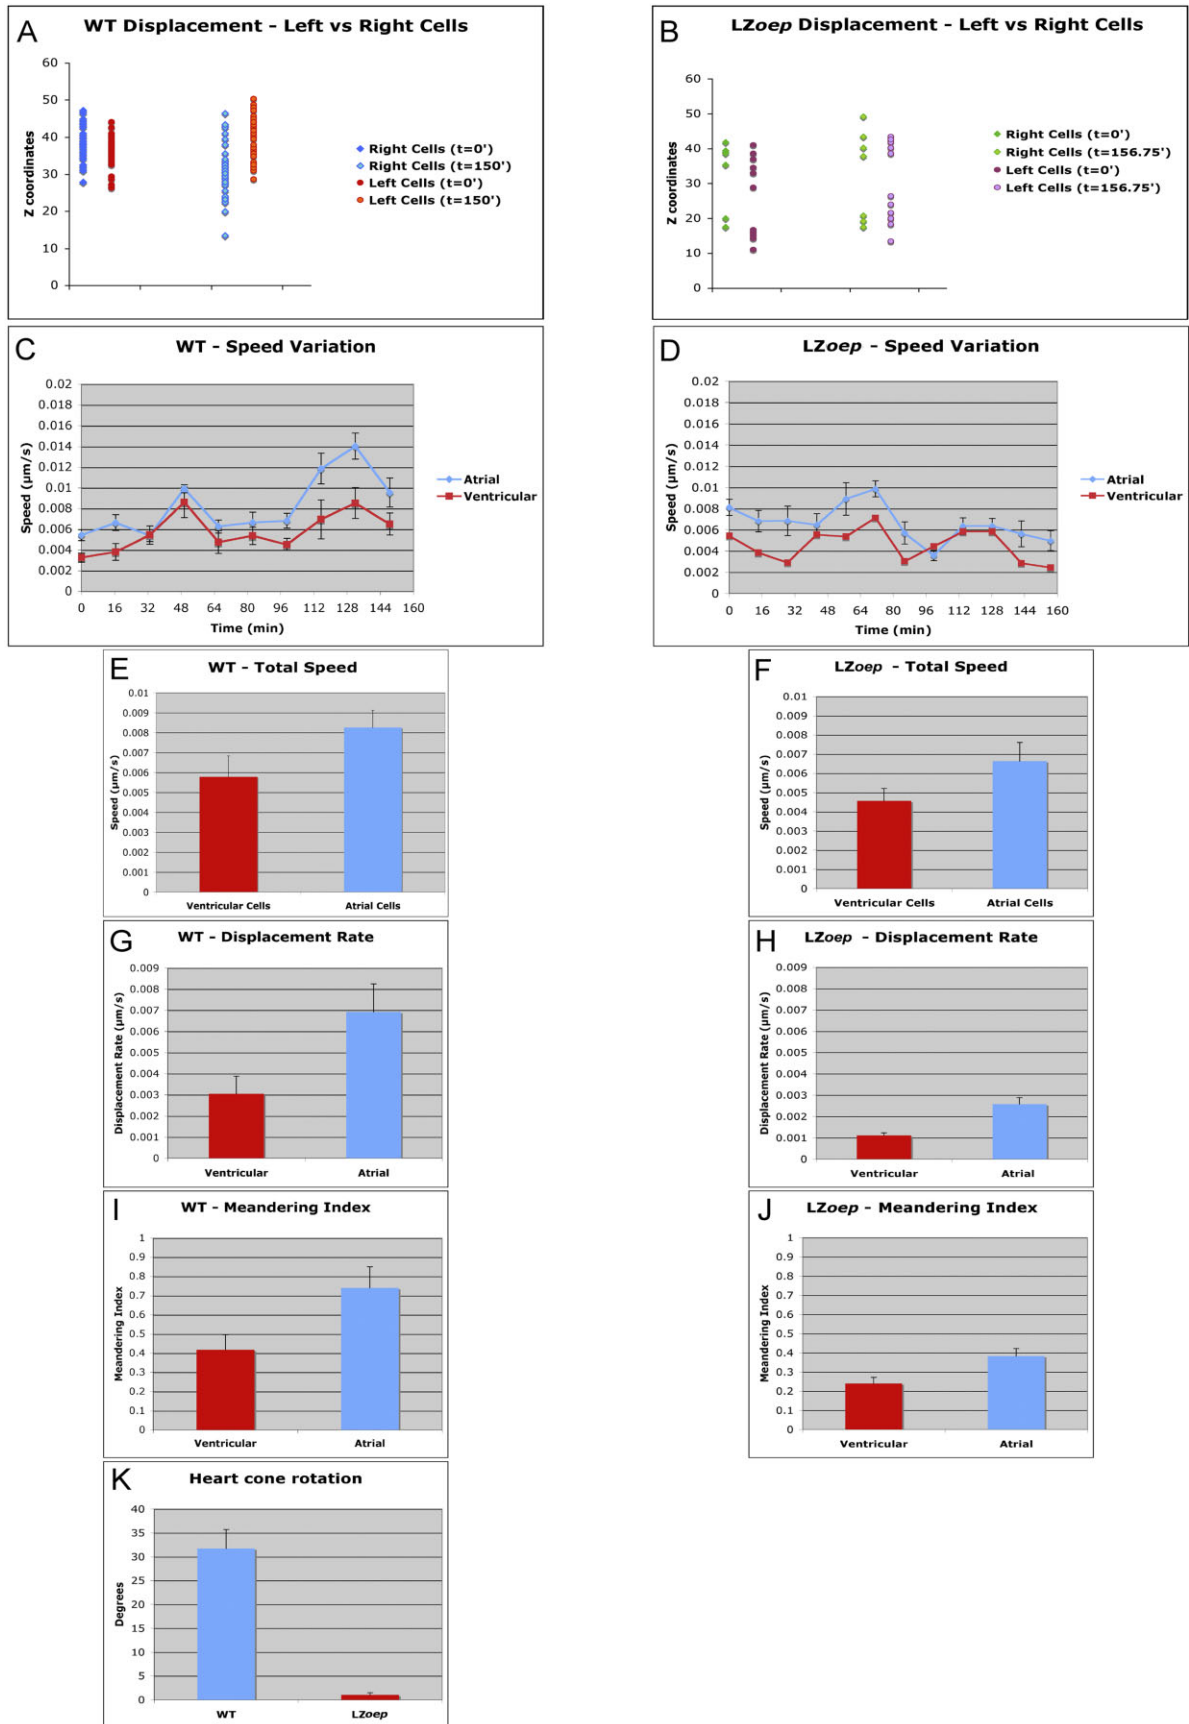 A
WT Displacement - Left vs Right Cells
Z coordinates
60
50
40
30
20
10
0
Right Cells (t=0')
Right Cells (t=150')
Left Cells (t=0')
Left Cells (t=150')
B
LZoep Displacement - Left vs Right Cells
Z coordinates
60
50
40
30
20
10
0
Right Cells (t=0')
Right Cells (t=156.75')
Left Cells (t=0')
Left Cells (t=156.75')
C
WT - Speed Variation
Speed (µm/s)
0.02
0.018
0.016
0.014
0.012
0.01
0.008
0.006
0.004
0.002
0
0 16 32 48 64 80 96 112 128 144 160
Time (min)
Atrial
Ventricular
D
LZoep - Speed Variation
Speed (µm/s)
0.02
0.018
0.016
0.014
0.012
0.01
0.008
0.006
0.004
0.002
0
0 16 32 48 64 80 96 112 128 144 160
Time (min)
Atrial
Ventricular
E
WT - Total Speed
Speed (µm/s)
0.01
0.009
0.008
0.007
0.006
0.005
0.004
0.003
0.002
0.001
0
Ventricular Cells Atrial Cells
F
LZoep - Total Speed
Speed (µm/s)
0.01
0.009
0.008
0.007
0.006
0.005
0.004
0.003
0.002
0.001
0
Ventricular Cells Atrial Cells
G
WT - Displacement Rate
Displacement Rate (µm/s)
0.009
0.008
0.007
0.006
0.005
0.004
0.003
0.002
0.001
0
Ventricular Atrial
H
LZoep - Displacement Rate
Displacement Rate (µm/s)
0.009
0.008
0.007
0.006
0.005
0.004
0.003
0.002
0.001
0
Ventricular Atrial
I
WT - Meandering Index
Meandering Index
1
0.9
0.8
0.7
0.6
0.5
0.4
0.3
0.2
0.1
0
Ventricular Atrial
J
LZoep - Meandering Index
Meandering Index
1
0.9
0.8
0.7
0.6
0.5
0.4
0.3
0.2
0.1
0
Ventricular Atrial
K
Heart cone rotation
Degrees
40
35
30
25
20
15
10
5
0
WT LZoep